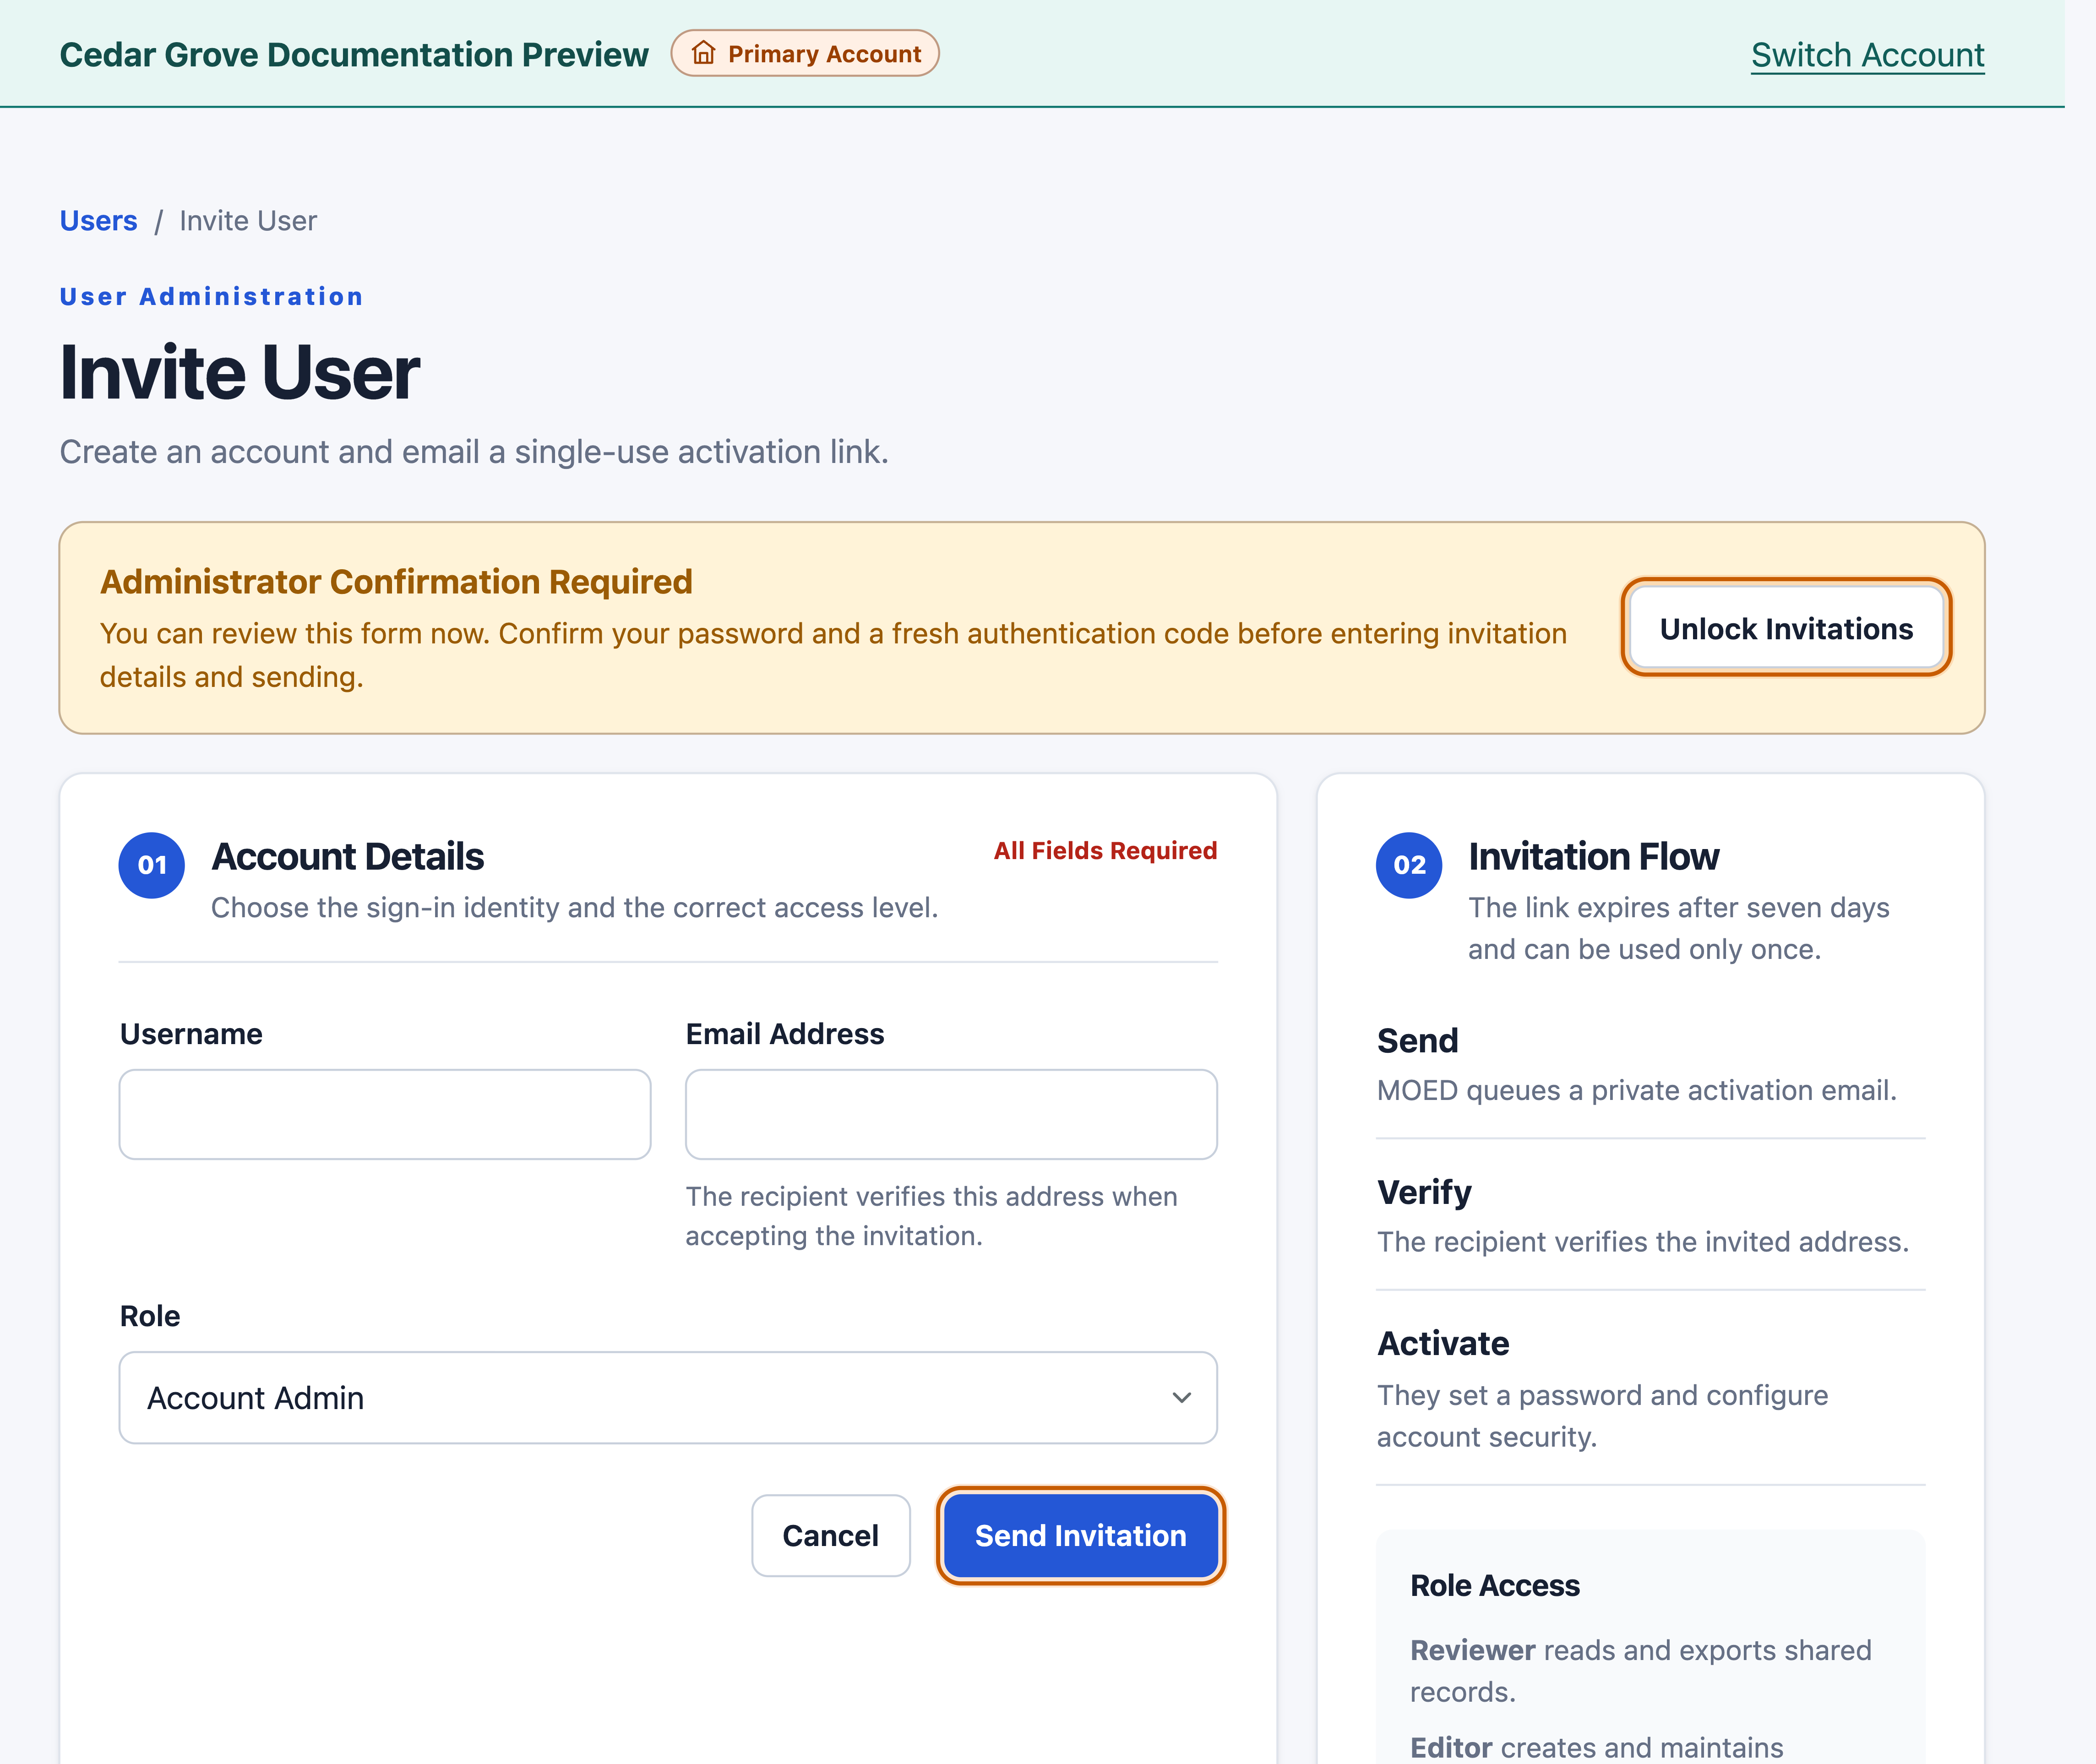 Cedar Grove Documentation Preview
Primary Account
Switch Account
Users / Invite User
User Administration
Invite User
Create an account and email a single-use activation link.
Administrator Confirmation Required
You can review this form now. Confirm your password and a fresh authentication code before entering invitation
details and sending.
Unlock Invitations
01
Account Details
All Fields Required
Choose the sign-in identity and the correct access level.
Username
Email Address
The recipient verifies this address when
accepting the invitation.
Role
Account Admin
Cancel
Send Invitation
02
Invitation Flow
The link expires after seven days
and can be used only once.
Send
MOED queues a private activation email.
Verify
The recipient verifies the invited address.
Activate
They set a password and configure
account security.
Role Access
Reviewer reads and exports shared
records.
Editor creates and maintains